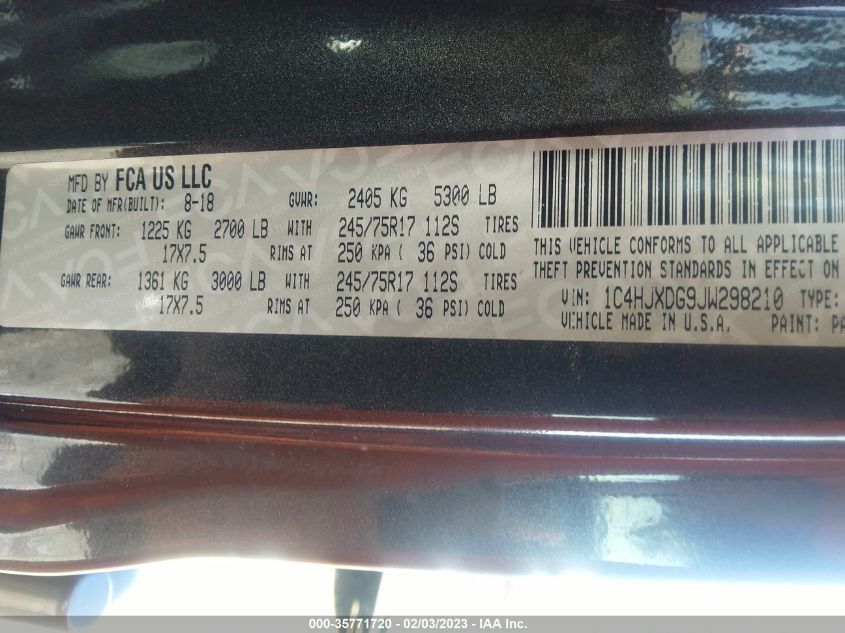 MFD BY FCA US LLC
DATE OF MFR(BUILT): 8-18 GVWR: 2405 KG 5300 LB
GAWR FRONT: 1225 KG 2700 LB WITH 245/75R17 112S TIRES
17X7.5 RIMS AT 250 KPA ( 36 PSI) COLD
GAWR REAR: 1361 KG 3000 LB WITH 245/75R17 112S TIRES
17X7.5 RIMS AT 250 KPA ( 36 PSI) COLD
THIS VEHICLE CONFORMS TO ALL APPLICABLE
THEFT PREVENTION STANDARDS IN EFFECT ON
VIN: 1C4HJXDG9JW298210 TYPE:
VEHICLE MADE IN U.S.A. PAINT: PA
000-35771720 - 02/03/2023 - IAA Inc.